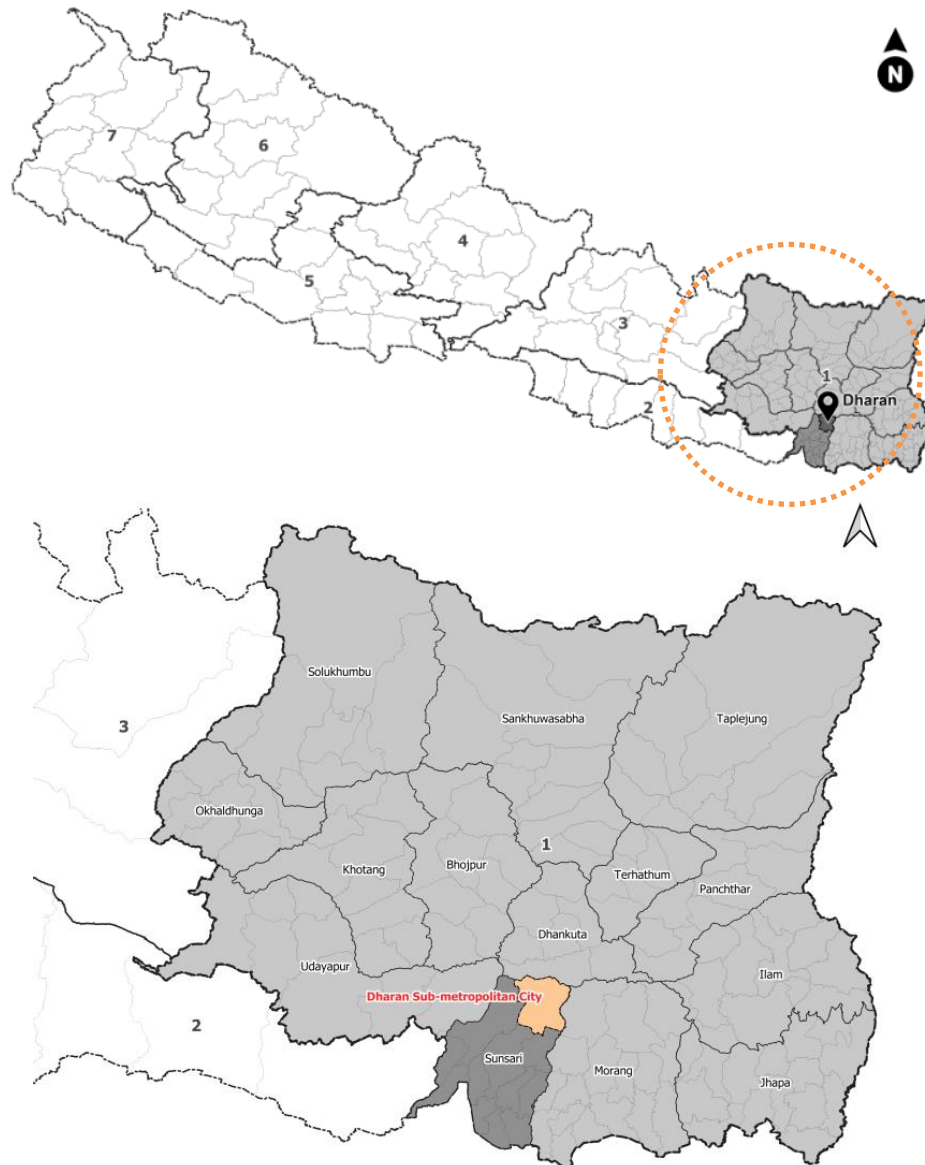 N
7
6
4
5
3
1
2
Dharan
Solukhumbu
Sankhuwasabha
Taplejung
3
Okhaldhunga
1
Khotang
Bhojpur
Terhathum
Panchthar
Dhankuta
Udayapur
Ilam
Dharan Sub-metropolitan City
2
Sunsari
Morang
Jhapa